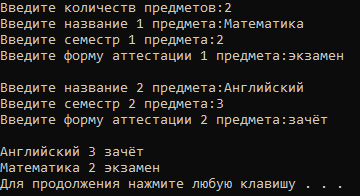 Введите количеств предметов:2
Введите название 1 предмета:Математика
Введите семестр 1 предмета:2
Введите форму аттестации 1 предмета:экзамен
Введите название 2 предмета:Английский
Введите семестр 2 предмета:3
Введите форму аттестации 2 предмета:зачёт
Английский 3 зачёт
Математика 2 экзамен
Для продолжения нажмите любую клавишу . . .